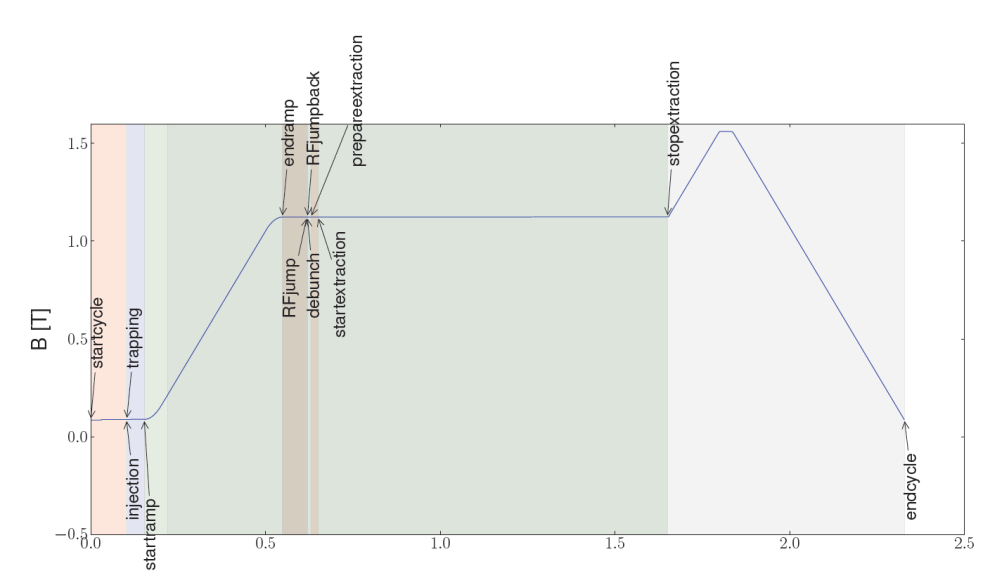 prepareextraction
RFjumpback
endramp
stopextraction
1.5
1.0
RFjump
debunch
startextraction
startcycle
trapping
0.5
B [T]
0.0
injection
startramp
endcycle
−0.5
0.0
0.5
1.0
1.5
2.0
2.5